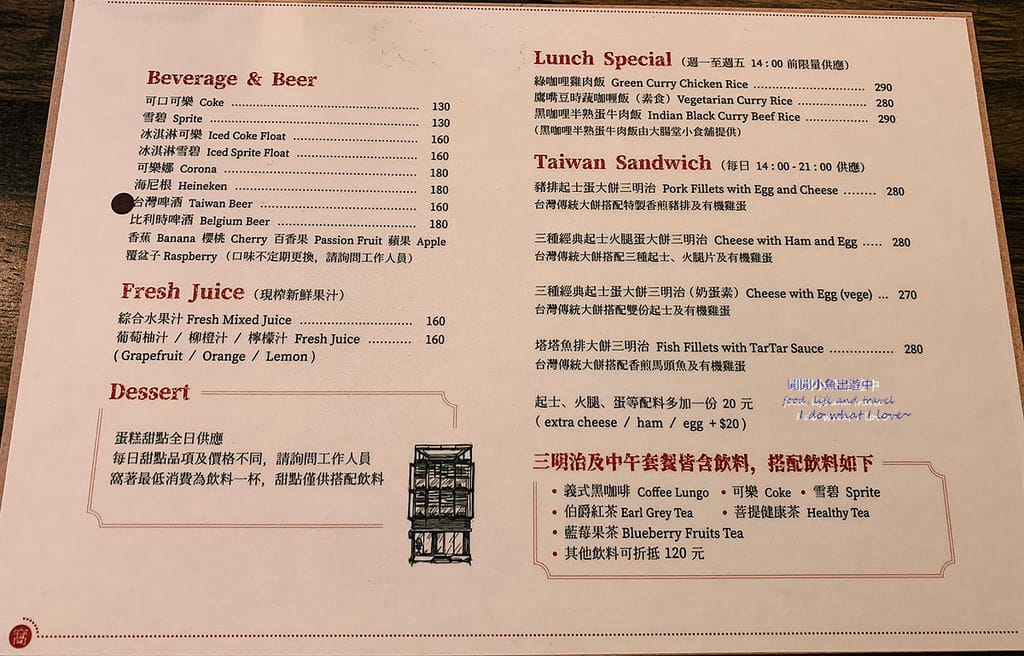 Beverage & Beer
可口可樂 Coke 130
雪碧 Sprite 130
冰淇淋可樂 Iced Coke Float 160
冰淇淋雪碧 Iced Sprite Float 160
可樂娜 Corona 180
海尼根 Heineken 180
台灣啤酒 Taiwan Beer 160
比利時啤酒 Belgium Beer 180
香蕉 Banana 櫻桃 Cherry 百香果 Passion Fruit 蘋果 Apple
覆盆子 Raspberry (口味不定期更換，請詢問工作人員)
Fresh Juice (現榨新鮮果汁)
綜合水果汁 Fresh Mixed Juice 160
葡萄柚汁 / 柳橙汁 / 檸檬汁 Fresh Juice 160
( Grapefruit / Orange / Lemon )
Dessert
蛋糕甜點全日供應
每日甜點品項及價格不同，請詢問工作人員
窩著最低消費為飲料一杯，甜點僅供搭配飲料
窩
Lunch Special (週一至週五 14:00 前限量供應)
綠咖哩雞肉飯 Green Curry Chicken Rice 290
鷹嘴豆時蔬咖喱飯（素食）Vegetarian Curry Rice 280
黑咖哩半熟蛋牛肉飯 Indian Black Curry Beef Rice 290
(黑咖哩半熟蛋牛肉飯由大腸堂小食舖提供)
Taiwan Sandwich (每日 14:00-21:00 供應)
豬排起士蛋大餅三明治 Pork Fillets with Egg and Cheese 280
台灣傳統大餅搭配特製香煎豬排及有機雞蛋
三種經典起士火腿蛋大餅三明治 Cheese with Ham and Egg 280
台灣傳統大餅搭配三種起士、火腿片及有機雞蛋
三種經典起士蛋大餅三明治（奶蛋素）Cheese with Egg (vege) 270
台灣傳統大餅搭配雙份起士及有機雞蛋
塔塔魚排大餅三明治 Fish Fillets with TarTar Sauce 280
台灣傳統大餅搭配香煎馬頭魚及有機雞蛋
起士、火腿、蛋等配料多加一份 20 元
( extra cheese / ham / egg +$20 )
閒閒小魚出遊中
food, life and travel
I do what I love~
三明治及中午套餐皆含飲料，搭配飲料如下
• 義式黑咖啡 Coffee Lungo • 可樂 Coke • 雪碧 Sprite
• 伯爵紅茶 Earl Grey Tea • 菩提健康茶 Healthy Tea
• 藍莓果茶 Blueberry Fruits Tea
• 其他飲料可折抵 120 元